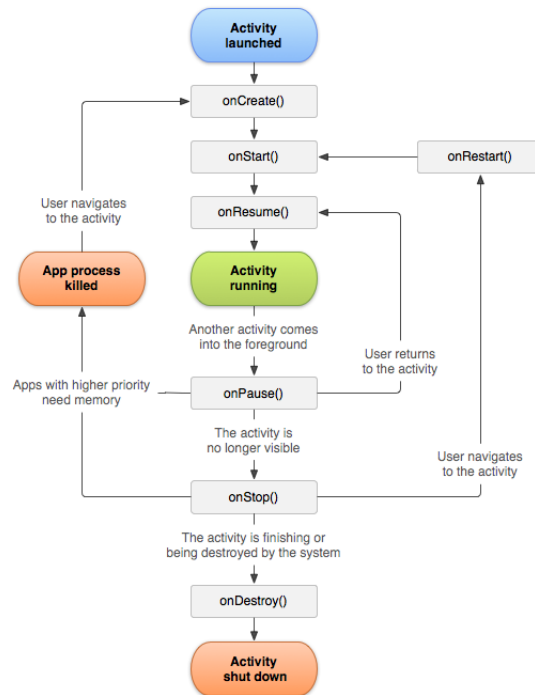 Activity
launched
onCreate()
onStart()
onRestart()
User navigates
to the activity
onResume()
App process
killed
Activity
running
Another activity comes
into the foreground
User returns
to the activity
Apps with higher priority
need memory
onPause()
The activity is
no longer visible
User navigates
to the activity
onStop()
The activity is finishing or
being destroyed by the system
onDestroy()
Activity
shut down